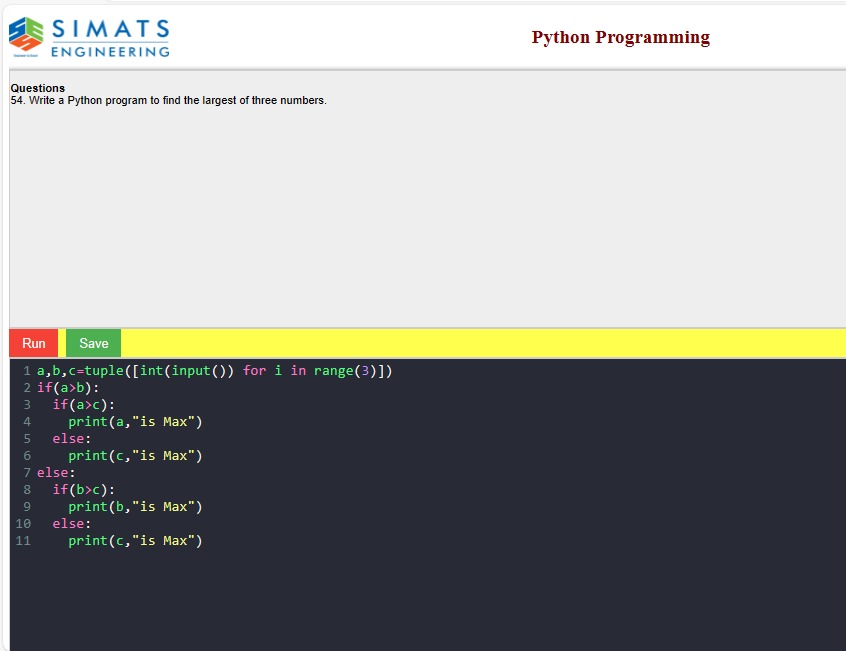 SIMATS
ENGINEERING
Python Programming
Questions
54. Write a Python program to find the largest of three numbers.
Run Save
1 a,b,c=tuple([int(input()) for i in range(3)])
2 if(a>b):
3   if(a>c):
4     print(a,"is Max")
5   else:
6     print(c,"is Max")
7 else:
8   if(b>c):
9     print(b,"is Max")
10   else:
11     print(c,"is Max")